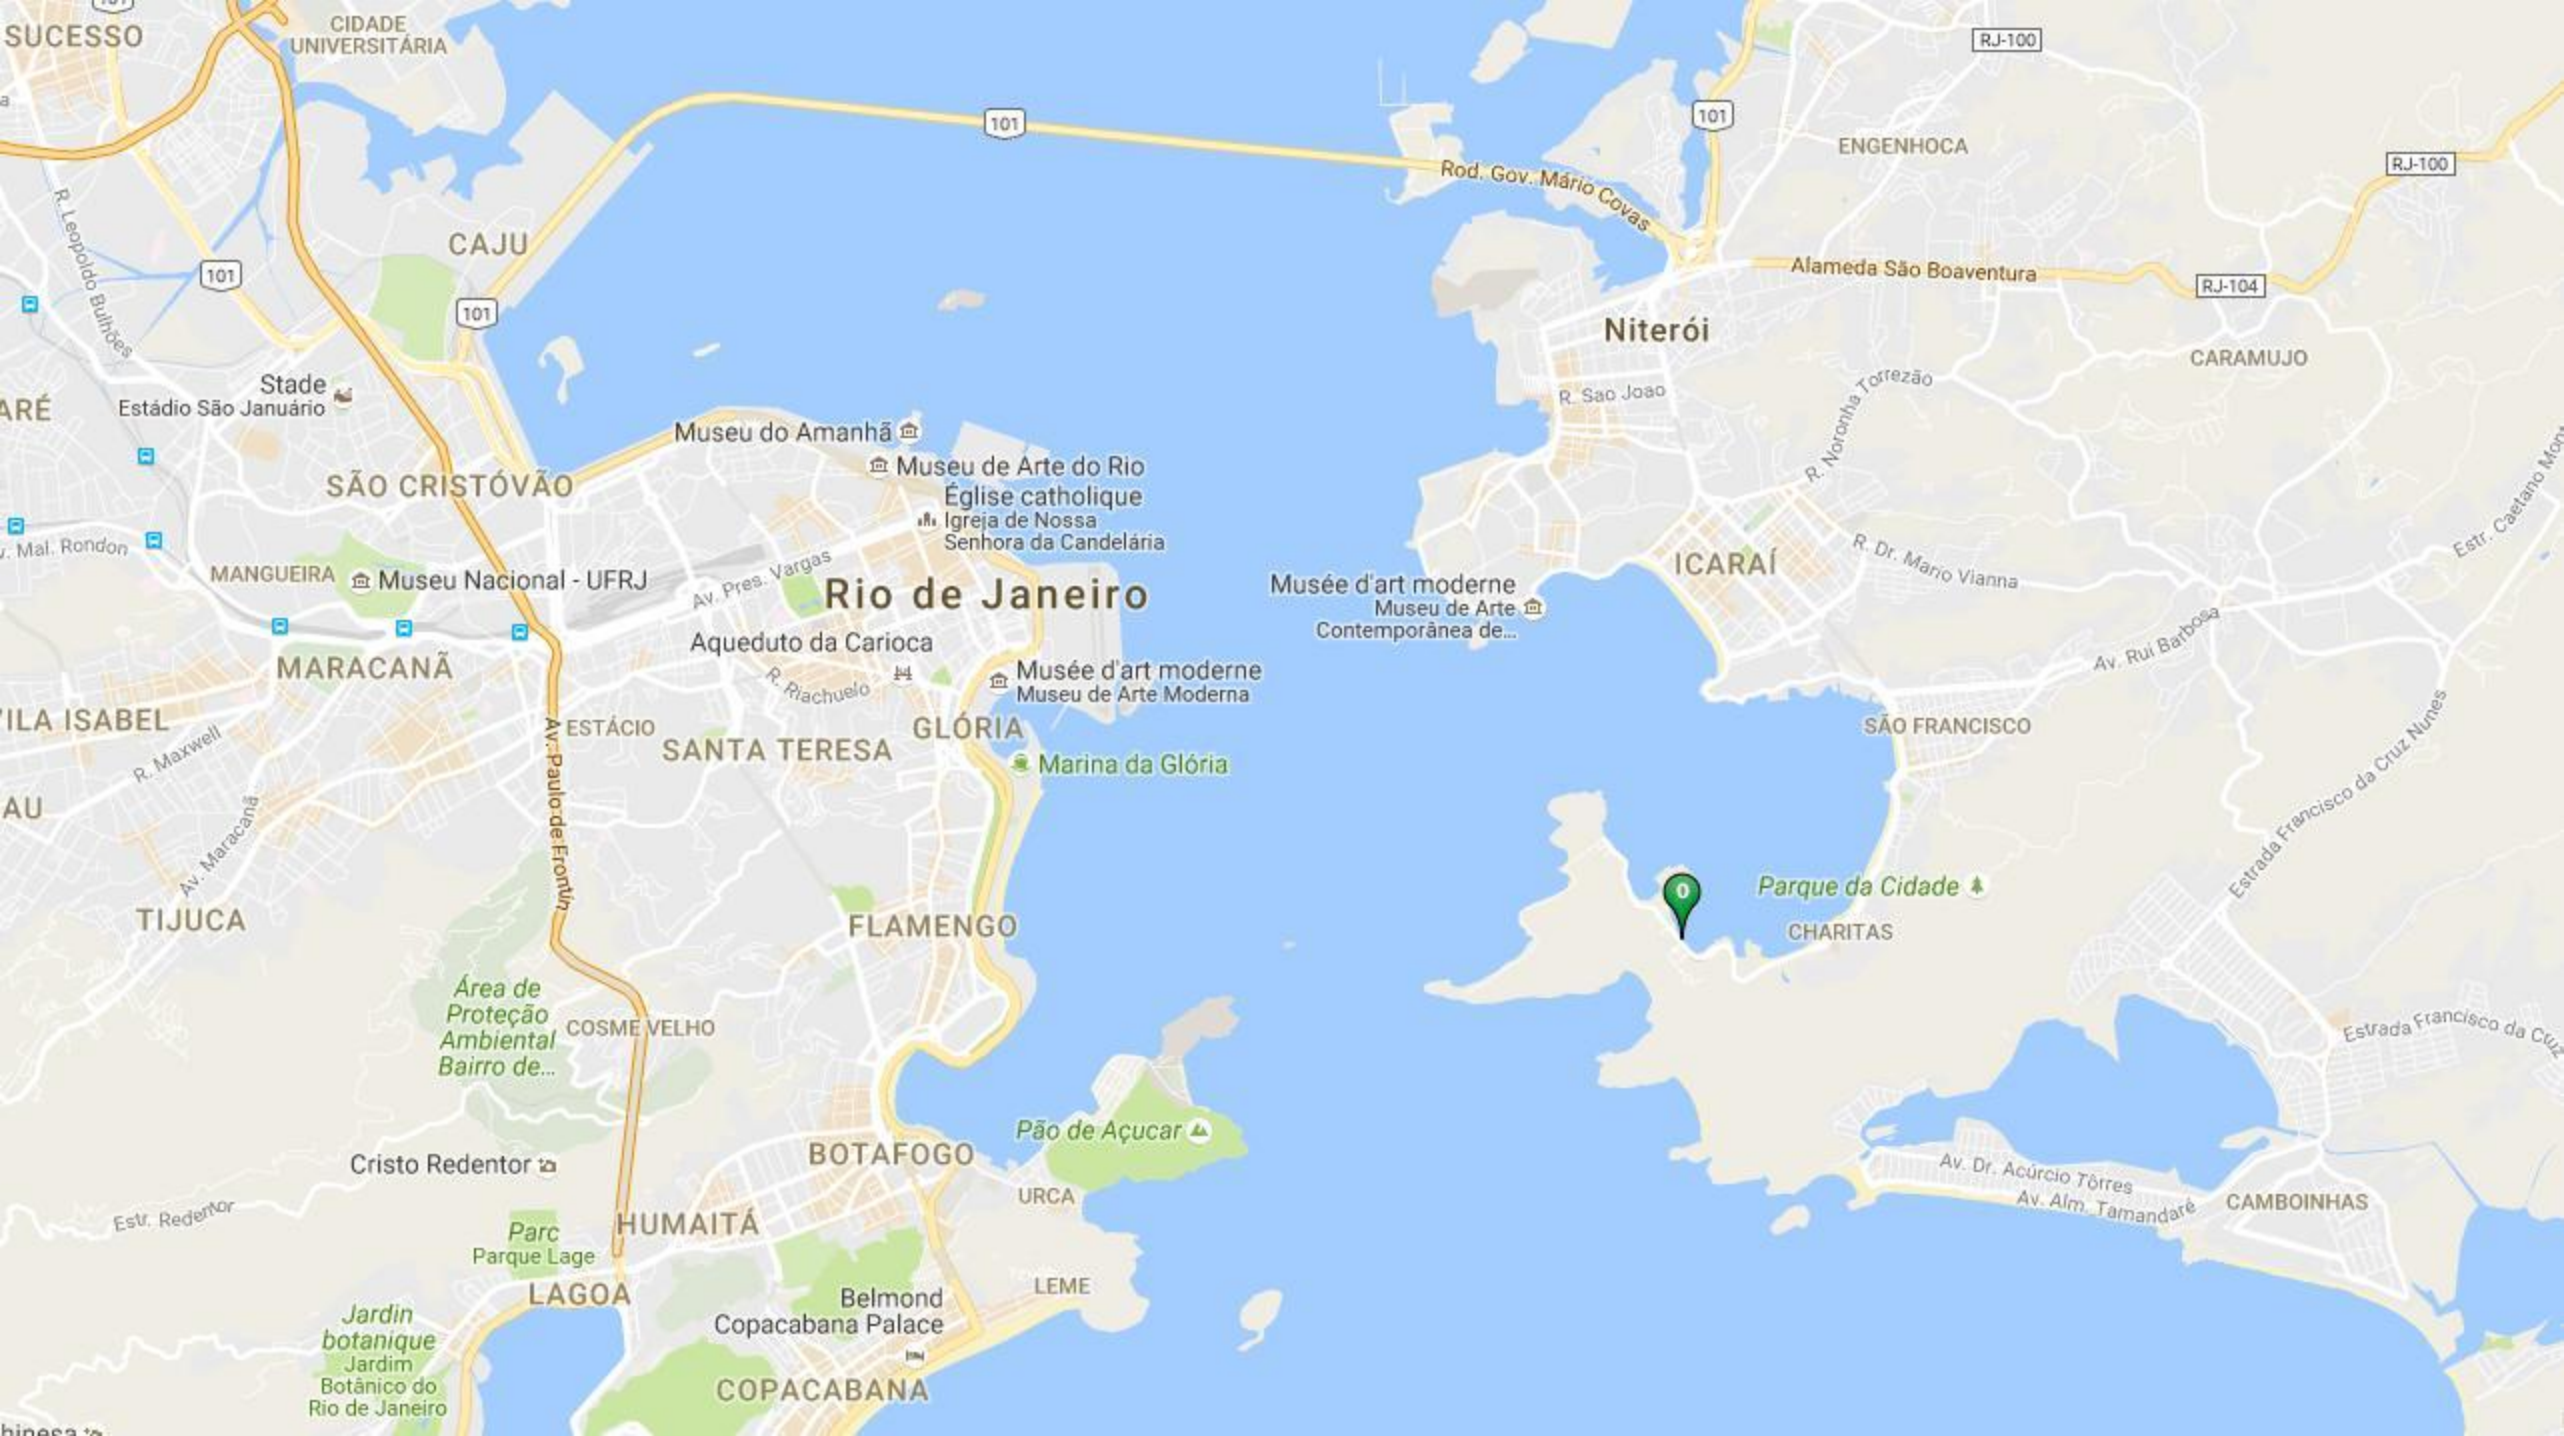 CIDADE
UNIVERSITÁRIA
SUCESSO
RJ-100
101
101
ENGENHOCA
RJ-100
Rod. Gov. Mário Covas
R. Leopoldo Bulhões
CAJU
101
101
Alameda São Boaventura
RJ-104
Niterói
CARAMUJO
Stade
Estádio São Januário
ARÉ
R. Sao Joao
R. Noronha Torrezão
Museu do Amanhã
Museu de Arte do Rio
Église catholique
Igreja de Nossa
Senhora da Candelária
SÃO CRISTÓVÃO
Estr. Caetano Mont
Mal. Rondon
MANGUEIRA
Museu Nacional - UFRJ
Av. Pres. Vargas
Rio de Janeiro
ICARAÍ
R. Dr. Mario Vianna
Musée d'art moderne
Museu de Arte
Contemporânea de...
Aqueduto da Carioca
MARACANÃ
R. Riachuelo
Musée d'art moderne
Museu de Arte Moderna
Av. Rui Barbosa
VILA ISABEL
R. Maxwell
ESTÁCIO
SANTA TERESA
GLÓRIA
Marina da Glória
SÃO FRANCISCO
Estrada Francisco da Cruz Nunes
AU
Av. Maracanã
Av. Paulo de Frontin
0
Parque da Cidade
TIJUCA
FLAMENGO
CHARITAS
Área de
Proteção
Ambiental
Bairro de...
COSME VELHO
Estrada Francisco da Cruz
Pão de Açucar
BOTAFOGO
Cristo Redentor
URCA
Av. Dr. Acúrcio Tôrres
Av. Alm. Tamandaré
CAMBOINHAS
Estr. Redentor
HUMAITÁ
Parc
Parque Lage
LAGOA
LEME
Belmond
Copacabana Palace
Jardin
botanique
Jardim
Botânico do
Rio de Janeiro
COPACABANA